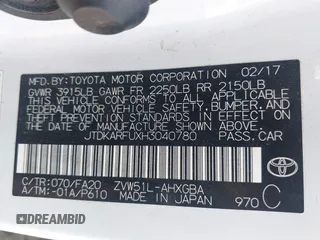 MFD. BY: TOYOTA MOTOR CORPORATION 02/17
GVWR 3915LB GAWR FR 2250LB RR 2150LB
THIS VEHICLE CONFORMS TO ALL APPLICABLE
FEDERAL MOTOR VEHICLE SAFETY, BUMPER, AND
THEFT PREVENTION STANDARDS IN EFFECT ON
THE DATE OF MANUFACTURE SHOWN ABOVE.
JTDKARFUXH3040780 PASS.CAR
C/TR:070/FA20 ZVW51L-AHXGBA
A/TM:-01A/P610 MADE IN JAPAN 970 C
TOYOTA
DREAMBID.COM